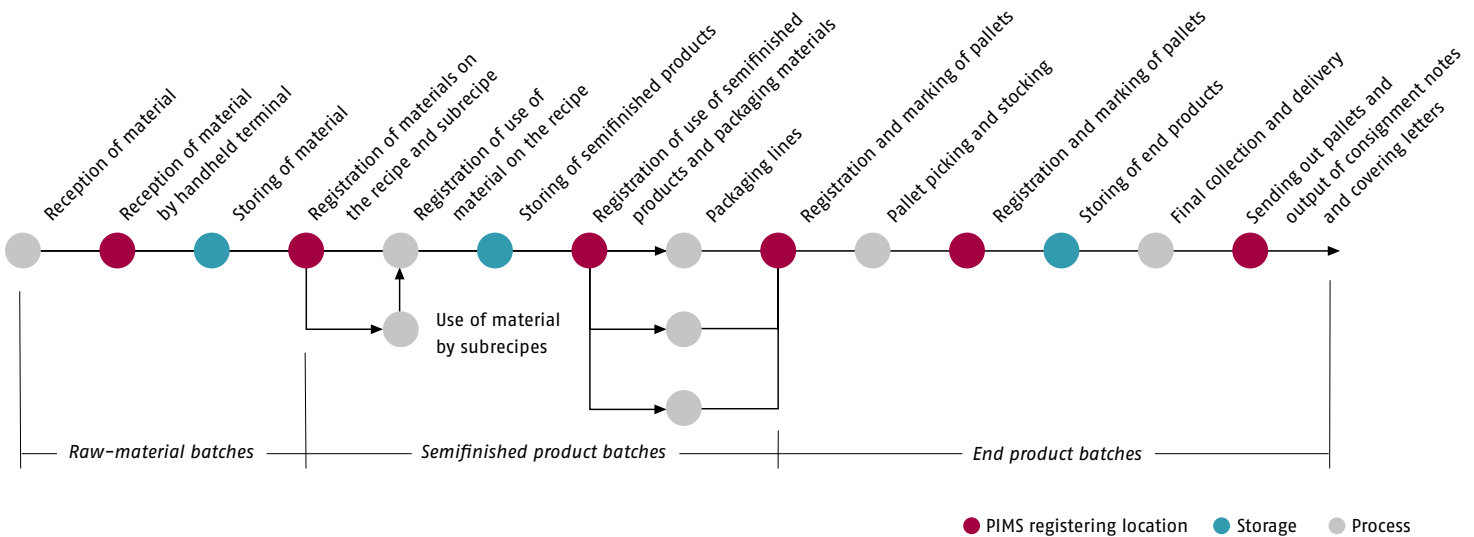 Reception of material
Reception of material
by handheld terminal
Storing of material
Registration of materials on
the recipe and subrecipe
Registration of use of
material on the recipe
Storing of semifinished products
Registration of use of semifinished
products and packaging materials
Packaging lines
Registration and marking of pallets
Pallet picking and stocking
Registration and marking of pallets
Storing of end products
Final collection and delivery
Sending out pallets and
output of consignment notes
and covering letters
Use of material
by subrecipes
Raw-material batches
Semifinished product batches
End product batches
PIMS registering location
Storage
Process